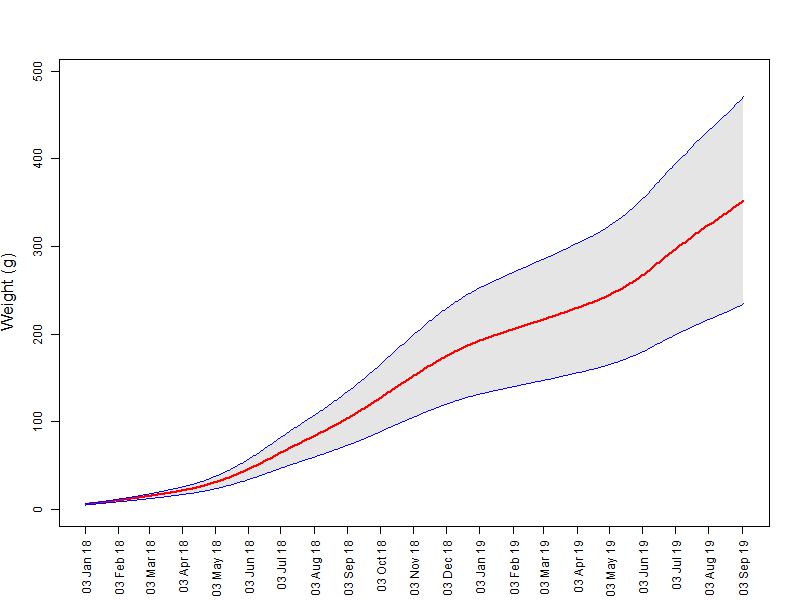 500
400
300
200
100
0
Weight (g)
03 Jan 18
03 Feb 18
03 Mar 18
03 Apr 18
03 May 18
03 Jun 18
03 Jul 18
03 Aug 18
03 Sep 18
03 Oct 18
03 Nov 18
03 Dec 18
03 Jan 19
03 Feb 19
03 Mar 19
03 Apr 19
03 May 19
03 Jun 19
03 Jul 19
03 Aug 19
03 Sep 19